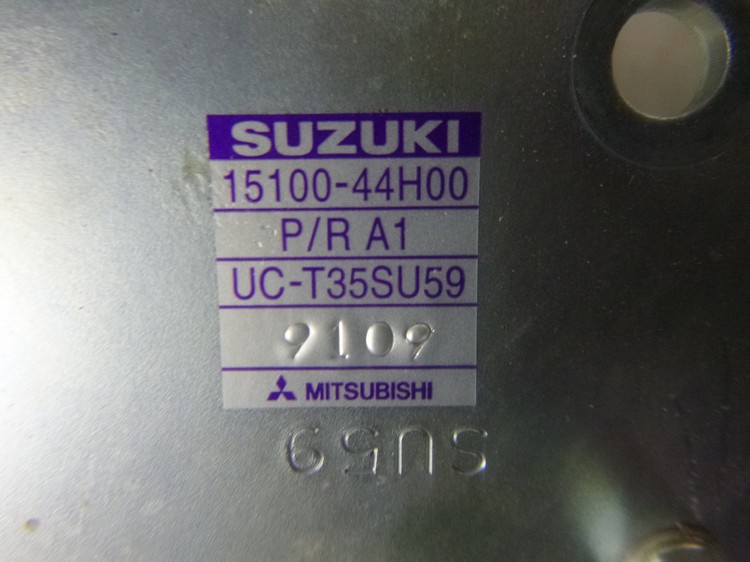 SUZUKI
15100-44H00
P/R A1
UC-T35SU59
9109
MITSUBISHI
SU59